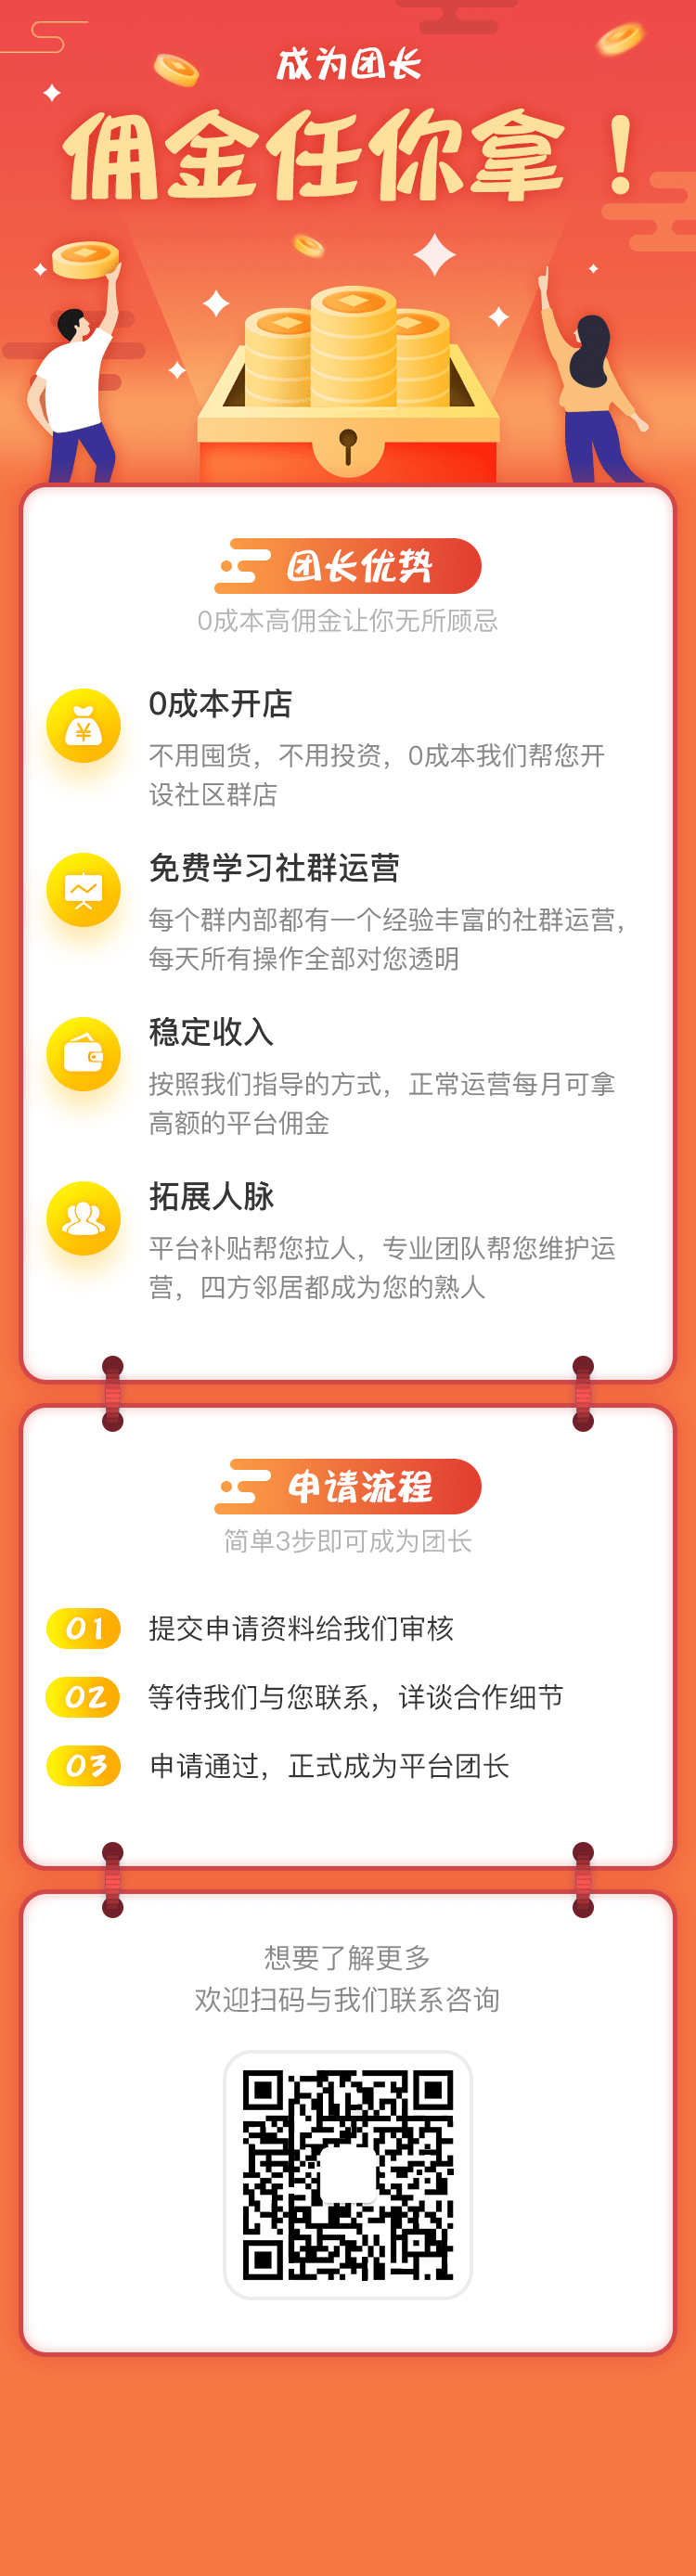 成为团长
佣金任你拿！
团长优势
0成本高佣金让你无所顾忌
0成本开店
不用囤货，不用投资，0成本我们帮您开
设社区群店
免费学习社群运营
每个群内部都有一个经验丰富的社群运营，
每天所有操作全部对您透明
稳定收入
按照我们指导的方式，正常运营每月可拿
高额的平台佣金
拓展人脉
平台补贴帮您拉人，专业团队帮您维护运
营，四方邻居都成为您的熟人
申请流程
简单3步即可成为团长
01 提交申请资料给我们审核
02 等待我们与您联系，详谈合作细节
03 申请通过，正式成为平台团长
想要了解更多
欢迎扫码与我们联系咨询